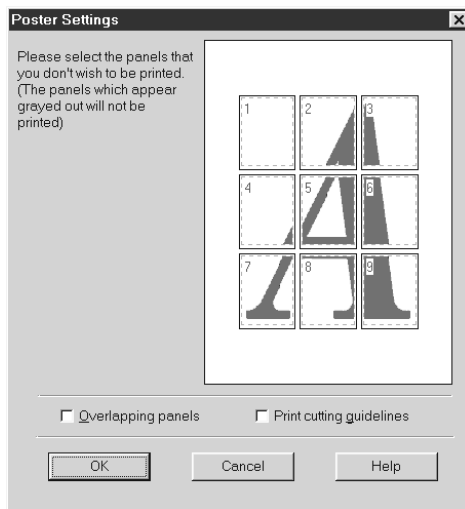 Poster Settings
Please select the panels that
you don't wish to be printed.
(The panels which appear
grayed out will not be
printed)
1 2 3
4 5 6
7 8 9
Overlapping panels Print cutting guidelines
OK Cancel Help